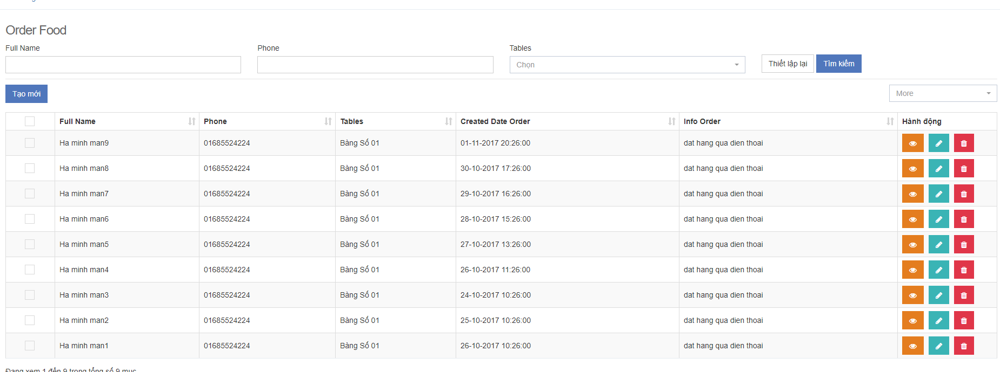 Order Food
Full Name Phone Tables
Chọn Thiết lập lại Tìm kiếm
Tạo mới More
Full Name Phone Tables Created Date Order Info Order Hành động
Ha minh man9 01685524224 Bàng Số 01 01-11-2017 20:26:00 dat hang qua dien thoai
Ha minh man8 01685524224 Bàng Số 01 30-10-2017 17:26:00 dat hang qua dien thoai
Ha minh man7 01685524224 Bàng Số 01 29-10-2017 16:26:00 dat hang qua dien thoai
Ha minh man6 01685524224 Bàng Số 01 28-10-2017 15:26:00 dat hang qua dien thoai
Ha minh man5 01685524224 Bàng Số 01 27-10-2017 13:26:00 dat hang qua dien thoai
Ha minh man4 01685524224 Bàng Số 01 26-10-2017 11:26:00 dat hang qua dien thoai
Ha minh man3 01685524224 Bàng Số 01 24-10-2017 10:26:00 dat hang qua dien thoai
Ha minh man2 01685524224 Bàng Số 01 25-10-2017 10:26:00 dat hang qua dien thoai
Ha minh man1 01685524224 Bàng Số 01 26-10-2017 10:26:00 dat hang qua dien thoai
Đang xem 1 đến 9 trong tổng số 9 mục